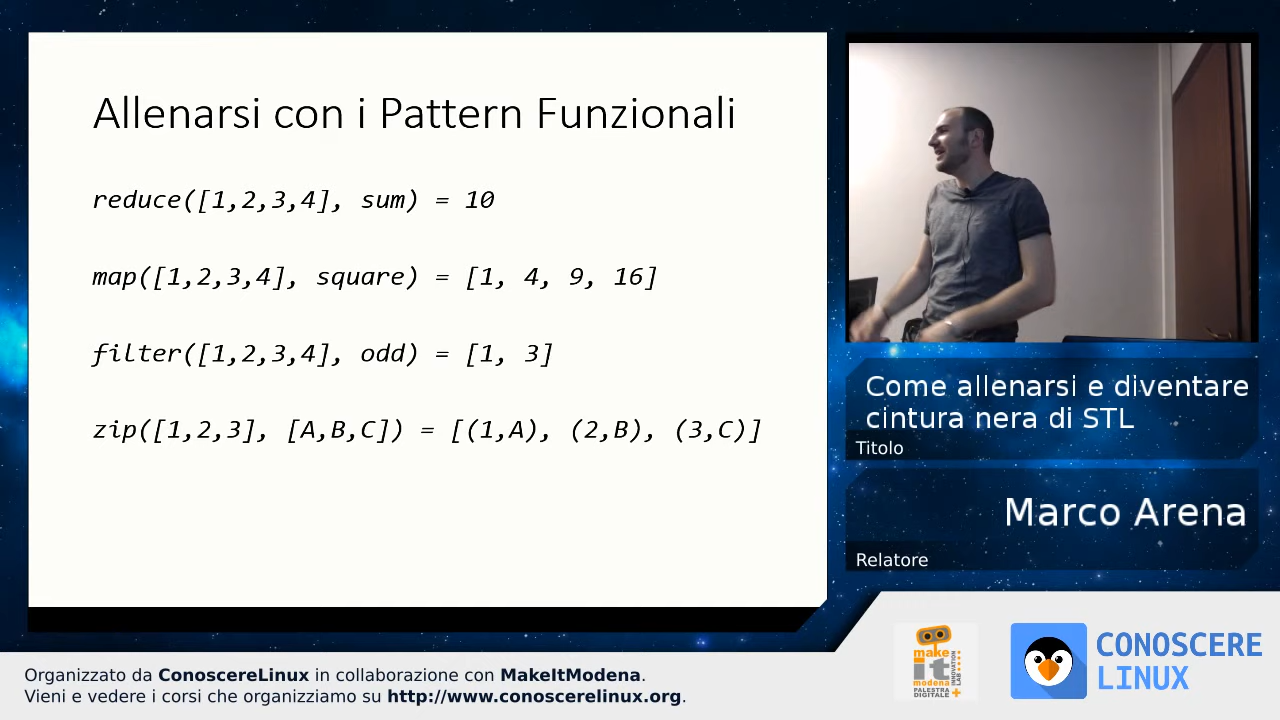 Allenarsi con i Pattern Funzionali
reduce([1,2,3,4], sum) = 10
map([1,2,3,4], square) = [1, 4, 9, 16]
filter([1,2,3,4], odd) = [1, 3]
zip([1,2,3], [A,B,C]) = [(1,A), (2,B), (3,C)]
Come allenarsi e diventare
cintura nera di STL
Titolo
Marco Arena
Relatore
make
it
modena
PALESTRA
DIGITALE
INNOVATION
LAB
CONOSCERE
LINUX
Organizzato da ConoscereLinux in collaborazione con MakeItModena.
Vieni e vedere i corsi che organizziamo su http://www.conoscerelinux.org.